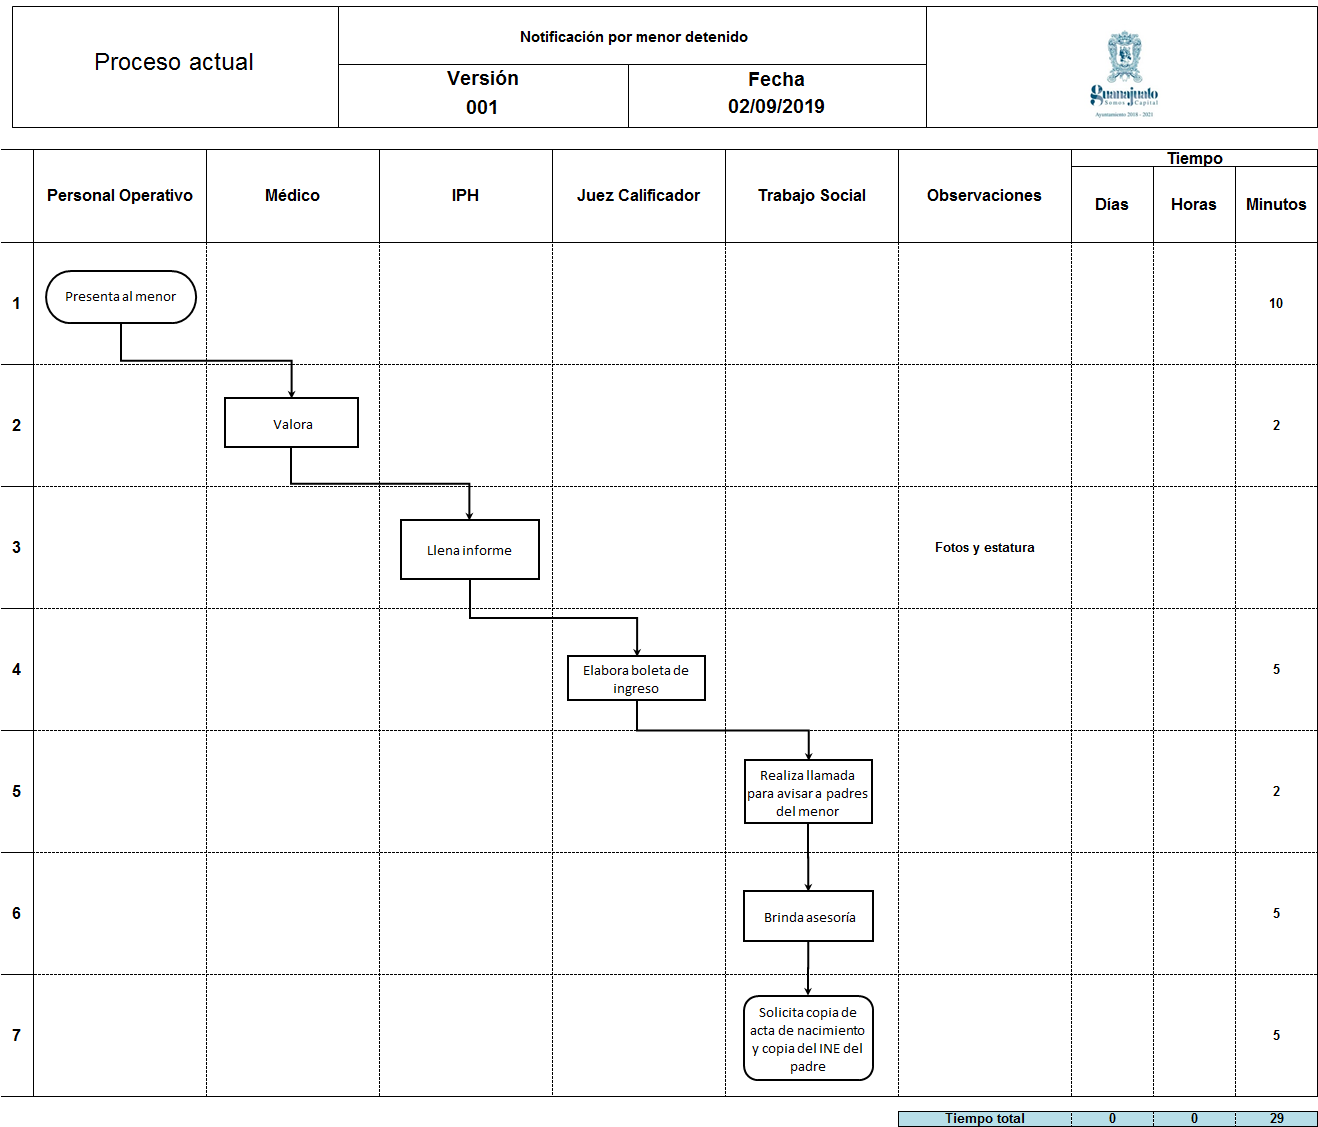 Proceso actual
Notificación por menor detenido
Versión
001
Fecha
02/09/2019
Guanajuato
Somos Capital
Ayuntamiento 2018 - 2021
Personal Operativo
Médico
IPH
Juez Calificador
Trabajo Social
Observaciones
Tiempo
Días
Horas
Minutos
1
Presenta al menor
10
2
Valora
2
3
Llena informe
Fotos y estatura
4
Elabora boleta de
ingreso
5
5
Realiza llamada
para avisar a padres
del menor
2
6
Brinda asesoría
5
7
Solicita copia de
acta de nacimiento
y copia del INE del
padre
5
Tiempo total
0
0
29